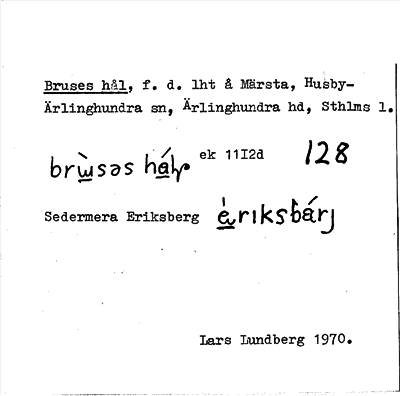 Bruses hål, f. d. lht å Märsta, Husby-
Ärlinghundra sn, Ärlinghundra hd, Sthlms l.
ek 11I2d 128
Sedermera Eriksberg
Lars Lundberg 1970.